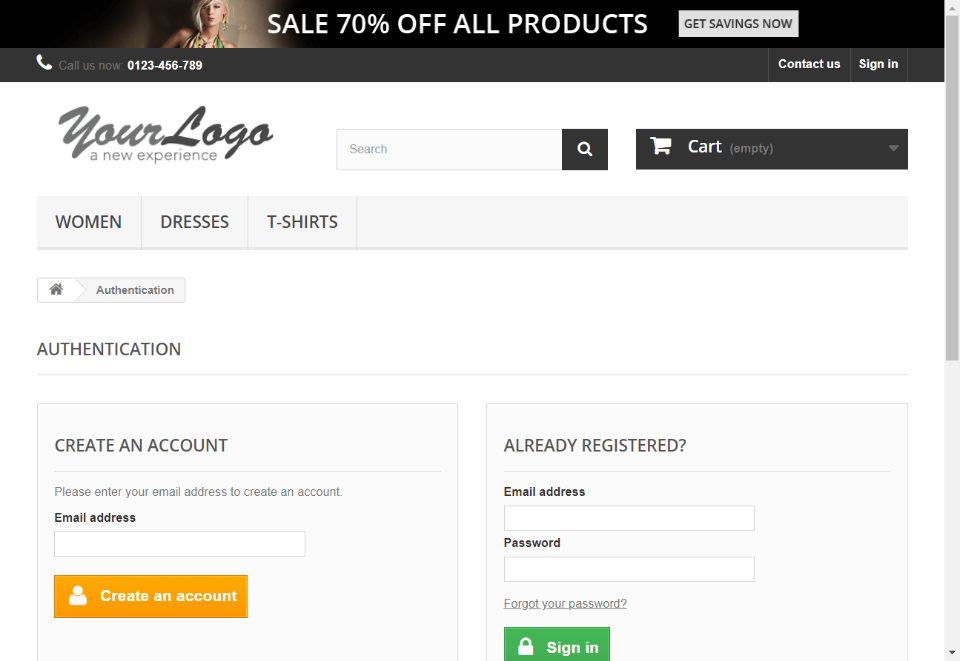 SALE 70% OFF ALL PRODUCTS GET SAVINGS NOW
Call us now: 0123-456-789 Contact us Sign in
YourLogo
a new experience
Search
Cart (empty)
WOMEN DRESSES T-SHIRTS
Authentication
AUTHENTICATION
CREATE AN ACCOUNT
Please enter your email address to create an account.
Email address
Create an account
ALREADY REGISTERED?
Email address
Password
Forgot your password?
Sign in